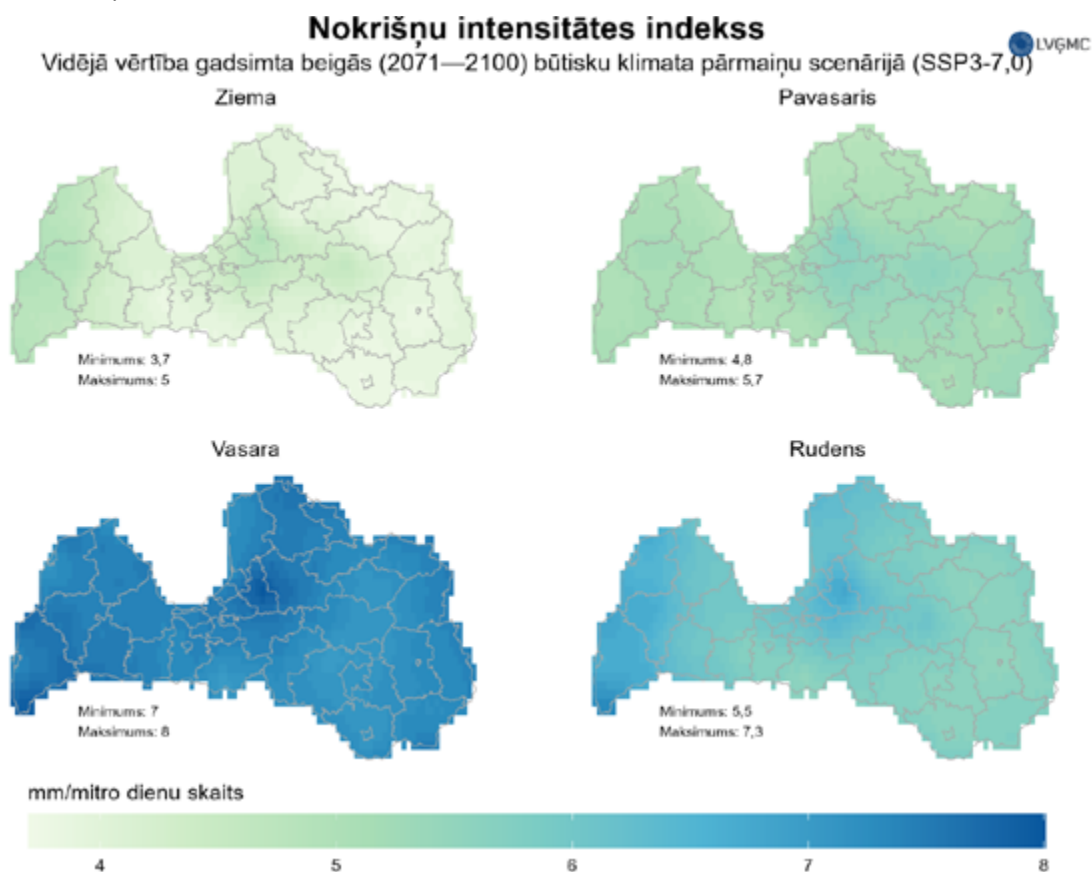 Nokrišņu intensitātes indekss
LVĢMC
Vidējā vērtība gadsimta beigās (2071—2100) būtisku klimata pārmaiņu scenārijā (SSP3-7,0)
Ziema
Pavasaris
Minimums: 3,7
Maksimums: 5
Minimums: 4,8
Maksimums: 5,7
Vasara
Rudens
Minimums: 7
Maksimums: 8
Minimums: 5,5
Maksimums: 7,3
mm/mitro dienu skaits
4 5 6 7 8